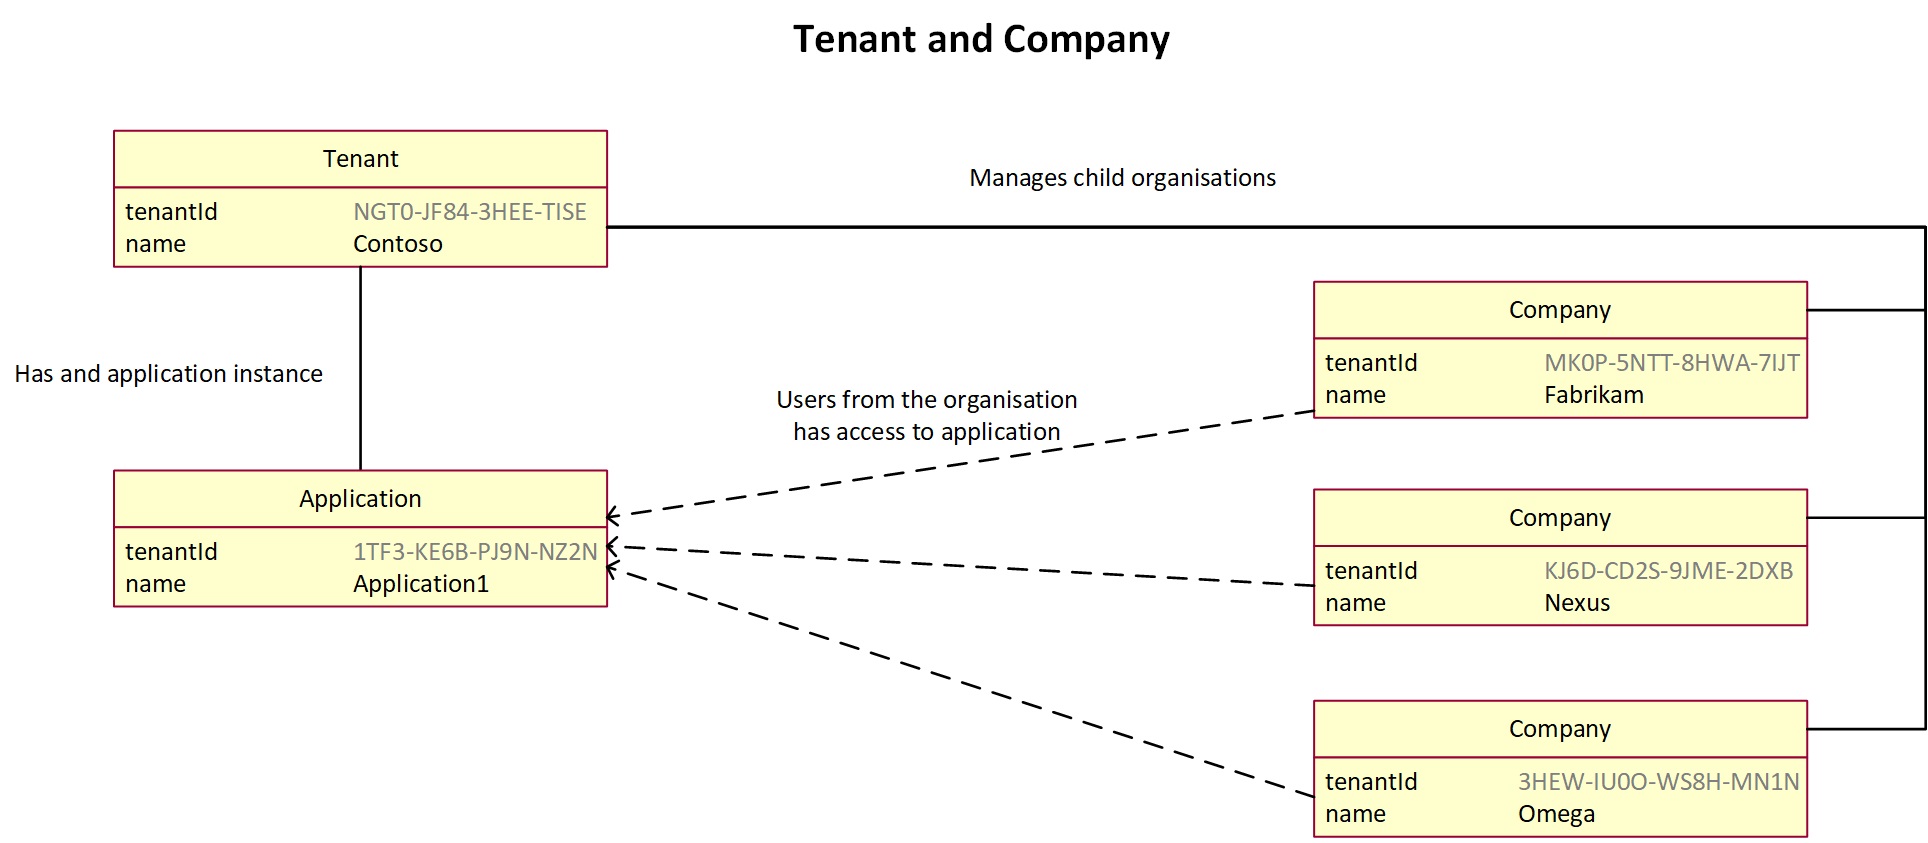 Tenant and Company
Tenant
tenantId NGT0-JF84-3HEE-TISE
name Contoso
Manages child organisations
Has and application instance
Users from the organisation
has access to application
Application
tenantId 1TF3-KE6B-PJ9N-NZ2N
name Application1
Company
tenantId MK0P-5NTT-8HWA-7IJT
name Fabrikam
Company
tenantId KJ6D-CD2S-9JME-2DXB
name Nexus
Company
tenantId 3HEW-IU0O-WS8H-MN1N
name Omega